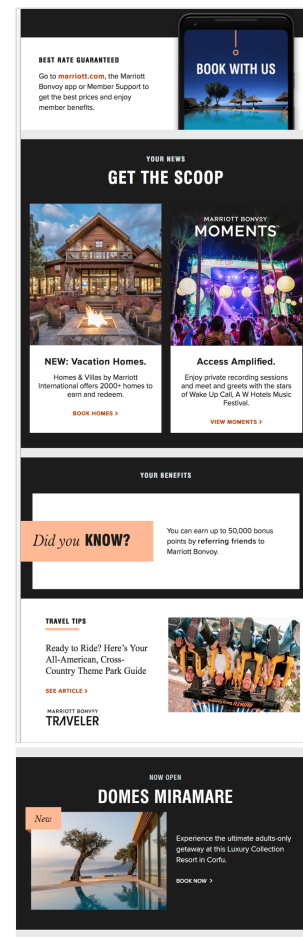 BEST RATE GUARANTEED
BOOK WITH US
Go to marriott.com, the Marriott
Bonvoy app or Member Support to
get the best prices and enjoy
member benefits.
YOUR NEWS
GET THE SCOOP
MARRIOTT BONVOY
MOMENTS
WAKE UP
NEW: Vacation Homes.
Homes & Villas by Marriott
International offers 2000+ homes to
earn and redeem.
BOOK HOMES >
Access Amplified.
Enjoy private recording sessions
and meet and greets with the stars
of Wake Up Call, A W Hotels Music
Festival.
VIEW MOMENTS >
YOUR BENEFITS
Did you KNOW?
You can earn up to 50,000 bonus
points by referring friends to
Marriott Bonvoy.
TRAVEL TIPS
Ready to Ride? Here's Your
All-American, Cross-
Country Theme Park Guide
SEE ARTICLE >
MARRIOTT BONVOY
TRAVELER
NOW OPEN
DOMES MIRAMARE
New
Experience the ultimate adults-only
getaway at this Luxury Collection
Resort in Corfu.
BOOK NOW >